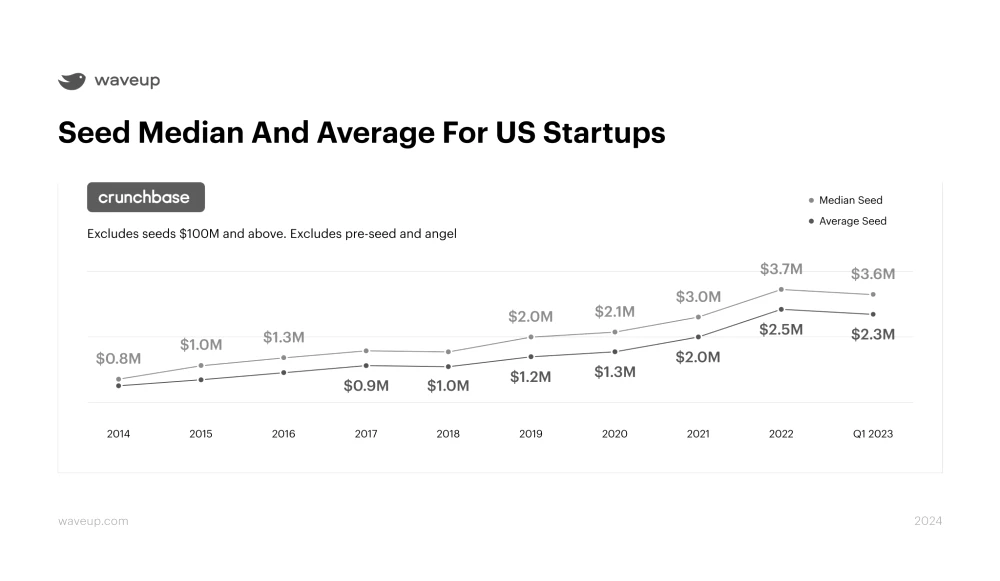 waveup
Seed Median And Average For US Startups
crunchbase
Excludes seeds $100M and above. Excludes pre-seed and angel
Median Seed
Average Seed
$0.8M
$1.0M
$1.3M
$2.0M
$2.1M
$3.0M
$3.7M
$3.6M
$0.9M
$1.0M
$1.2M
$1.3M
$2.0M
$2.5M
$2.3M
2014
2015
2016
2017
2018
2019
2020
2021
2022
Q1 2023
waveup.com
2024